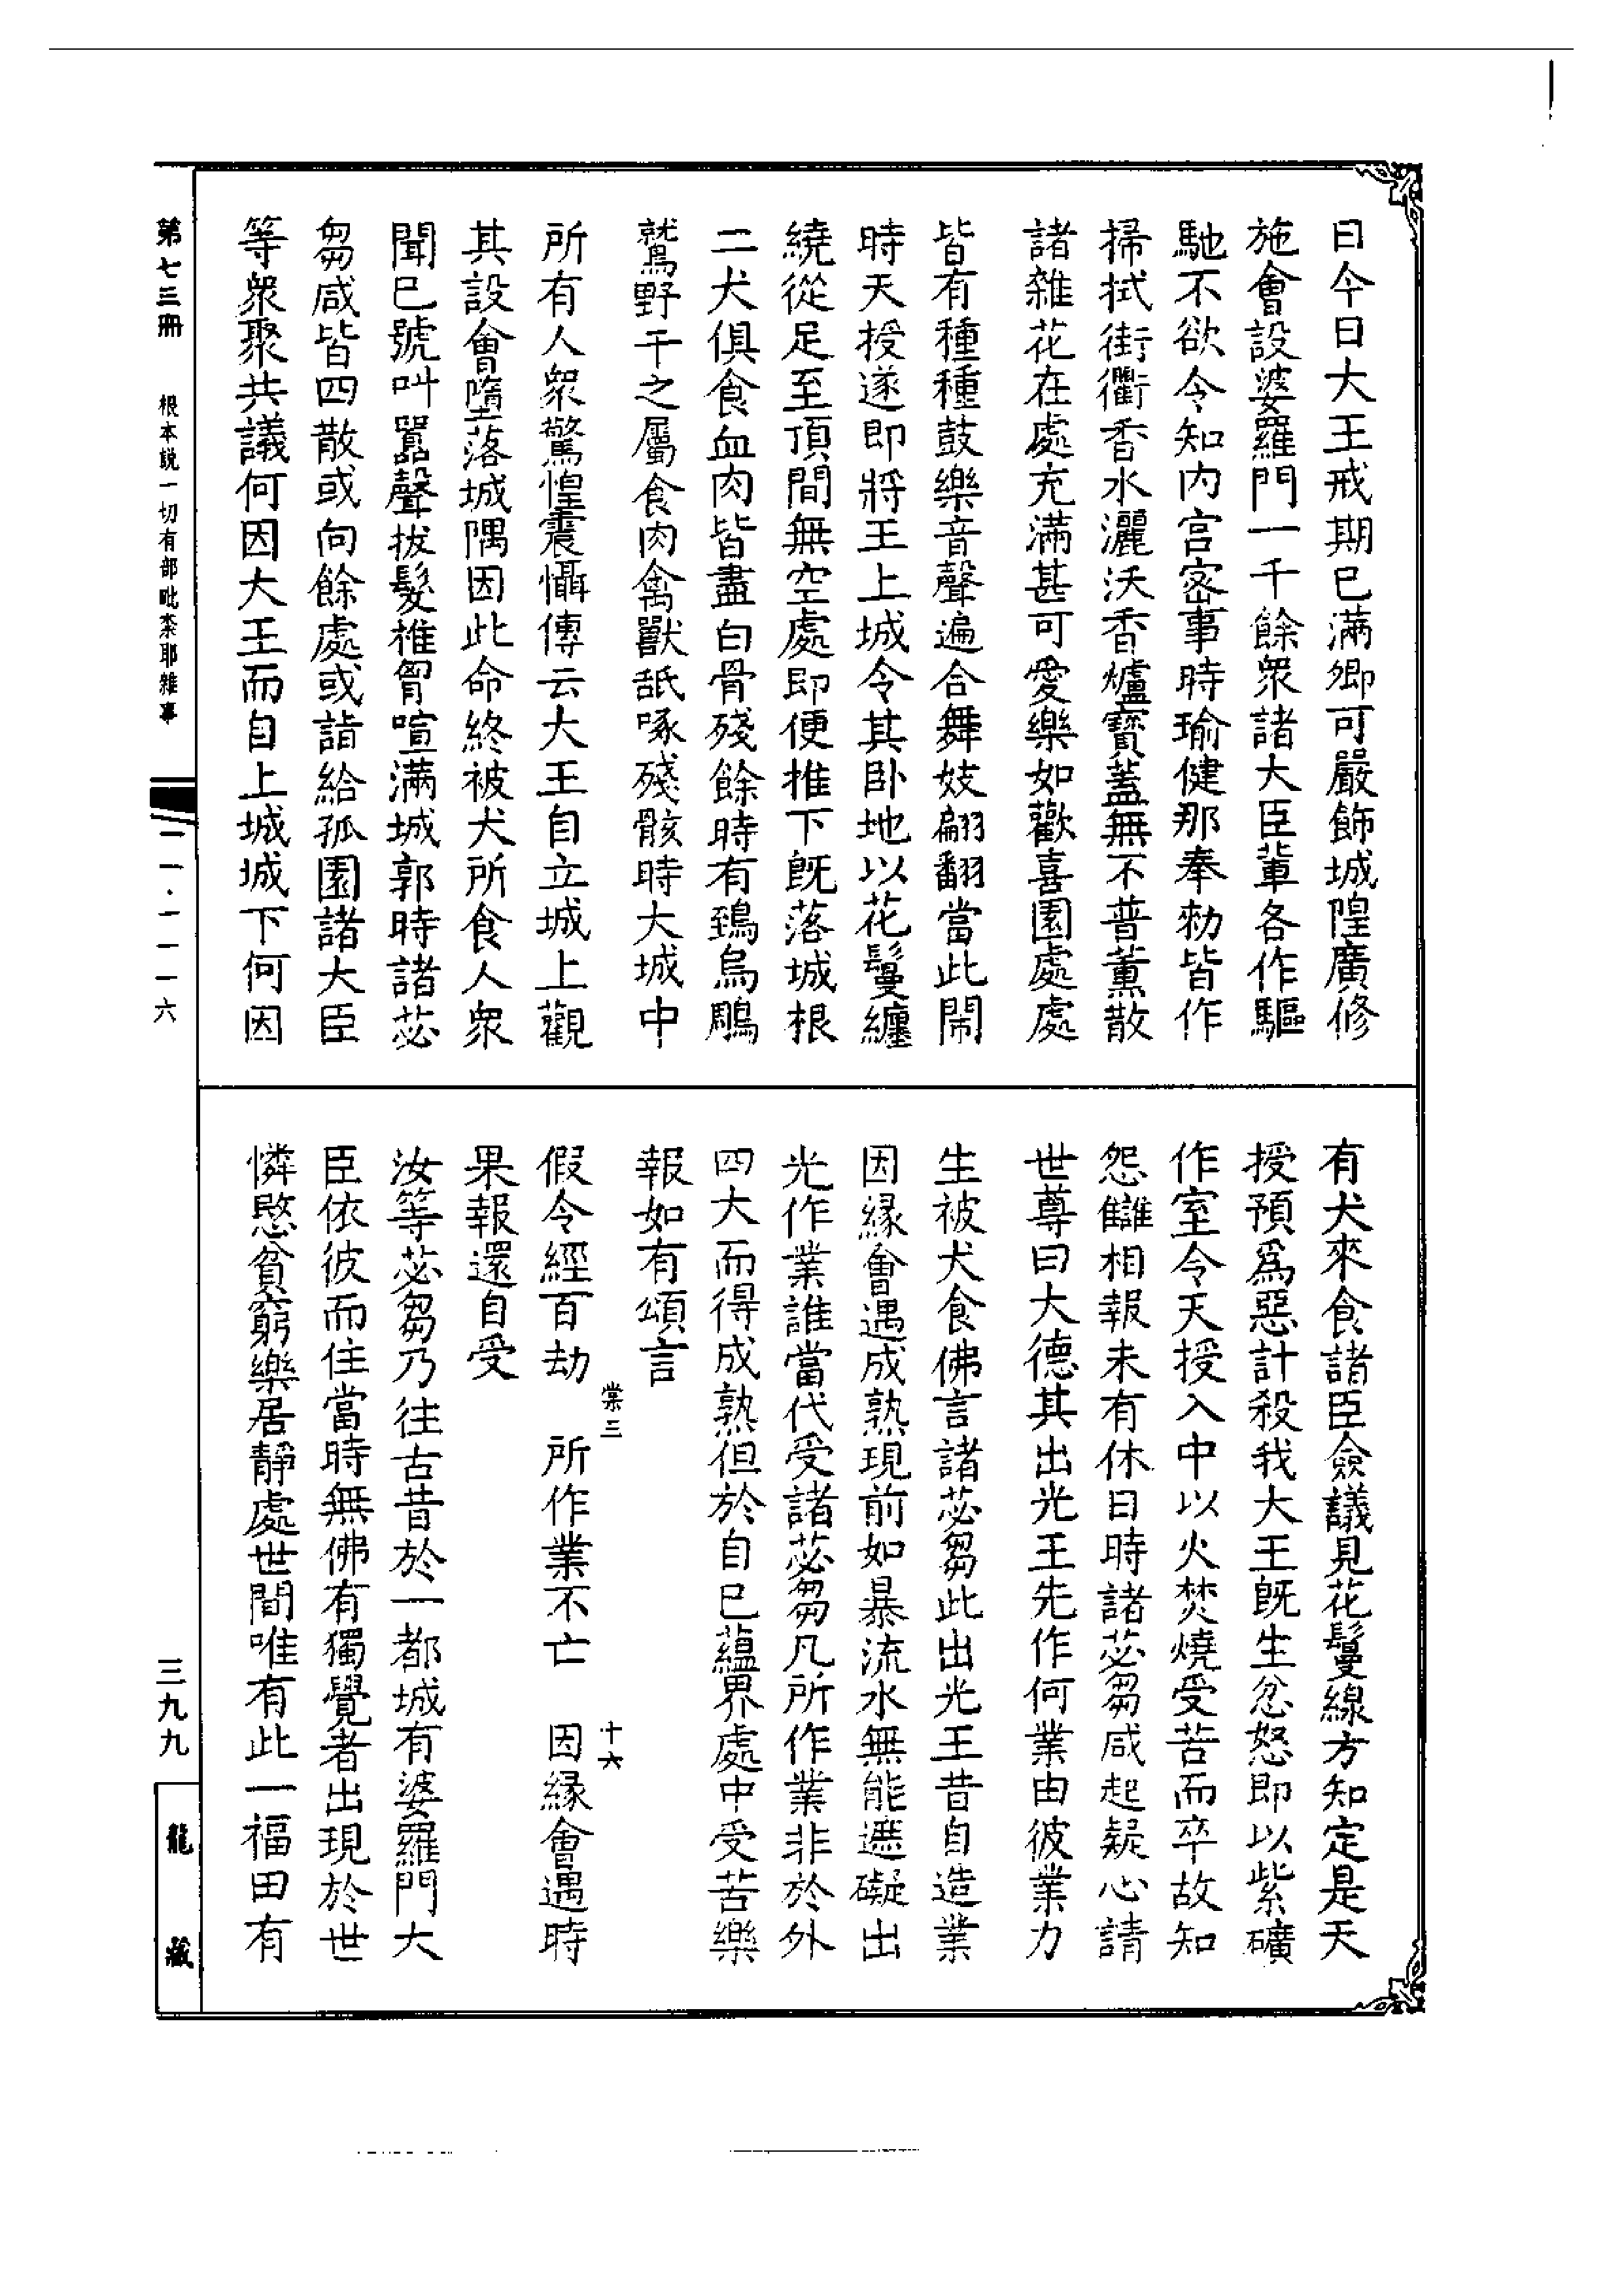 曰今日大王戒期已滿卿可嚴飾城隍廣修
施會設婆羅門一千餘衆諸大臣輩各作驅
馳不欲令知内宮密事時瑜健那奉勑皆作
掃拭街衢香水灑沃香爐寶蓋無不普薰散
諸雜花在處充滿甚可愛樂如歡喜園處處
皆有種種鼓樂音聲遍合舞妓翩翻當此鬧
時天授遂即將王上城令其卧地以花鬘纏
繞從足至頂間無空處即便推下旣落城根
二犬俱食血肉皆盡白骨殘餘時有鵄烏鵰
鷲野干之屬食肉禽獸舐啄殘骸時大城中
所有人衆驚惶震懾傳云大王自立城上觀
其設會墮落城隅因此命終被犬所食人衆
聞已號叫嚣聲拔髮椎胷喧滿城郭時諸苾
芻咸皆四散或向餘處或詣給孤園諸大臣
等衆聚共議何因大王而自上城城下何因
有犬來食諸臣僉議見花鬘線方知定是天
授預爲惡計殺我大王旣生忿怒即以紫礦
作室令天授入中以火焚燒受苦而卒故知
怨讎相報未有休日時諸苾芻咸起疑心請
世尊曰大德其出光王先作何業由彼業力
生被犬食佛言諸苾芻此出光王昔自造業
因緣會遇成熟現前如暴流水無能遮礙出
光作業誰當代受諸苾芻凡所作業非於外
四大而得成熟但於自已蘊界處中受苦樂
報如有頌言
棠三　十六
假令經百劫　所作業不亡　因緣會遇時
果報還自受
汝等苾芻乃往古昔於一都城有婆羅門大
臣依彼而住當時無佛有獨覺者出現於世
憐愍貧窮樂居靜處世間唯有此一福田有
第七三冊　根本説一切有部毗柰耶雜事
一一·一一一六
三九九
龍藏